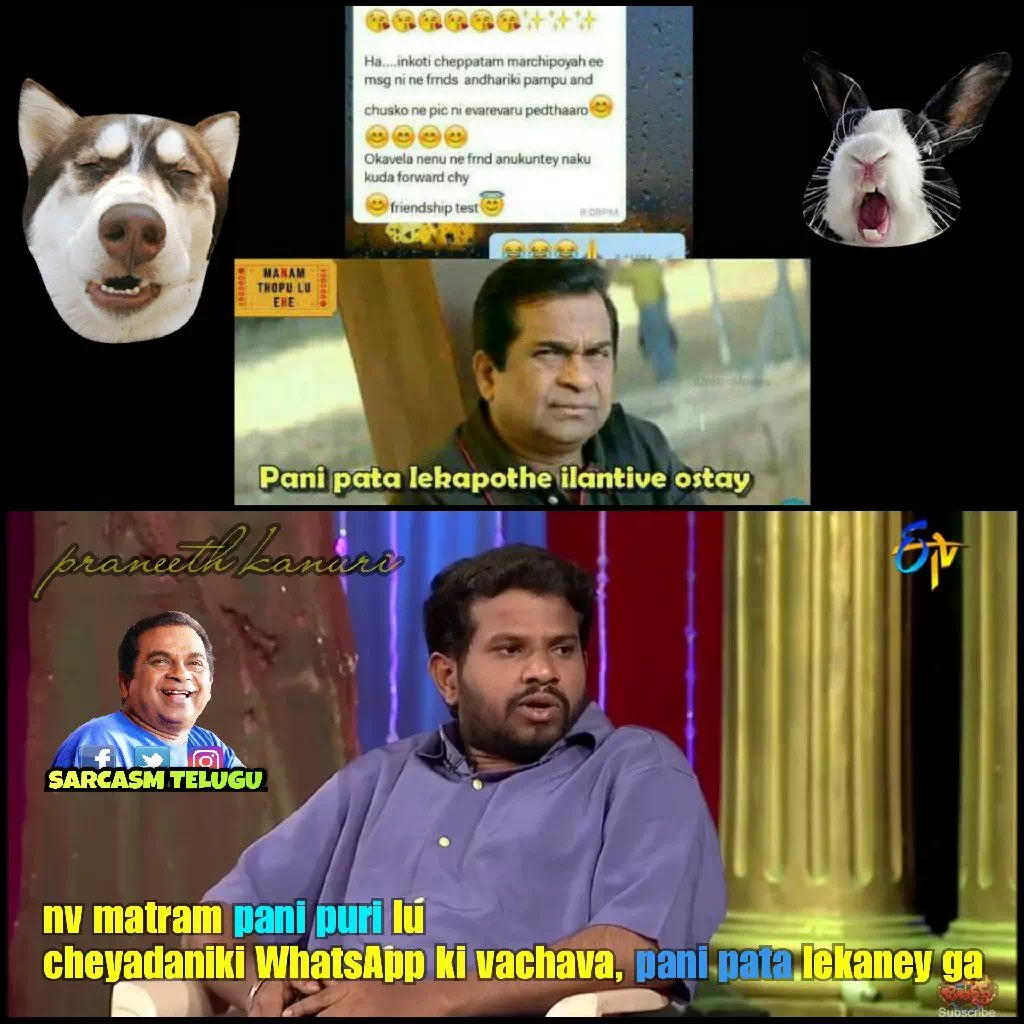 Ha....inkoti cheppatam marchipoyah ee
msg ni ne frnds andhariki pampu and
chusko ne pic ni evarevaru pedthaaro😊
😊😊😊😊
Okavela nenu ne frnd anukuntey naku
kuda forward chy
😊friendship test😇
8:09PM
MANAM
THOPU LU
EHE
Pani pata lekapothe ilantive ostay
praneeth kanuri
ETV
SARCASM TELUGU
nv matram pani puri lu
cheyadaniki WhatsApp ki vachava, pani pata lekaney ga
Subscribe